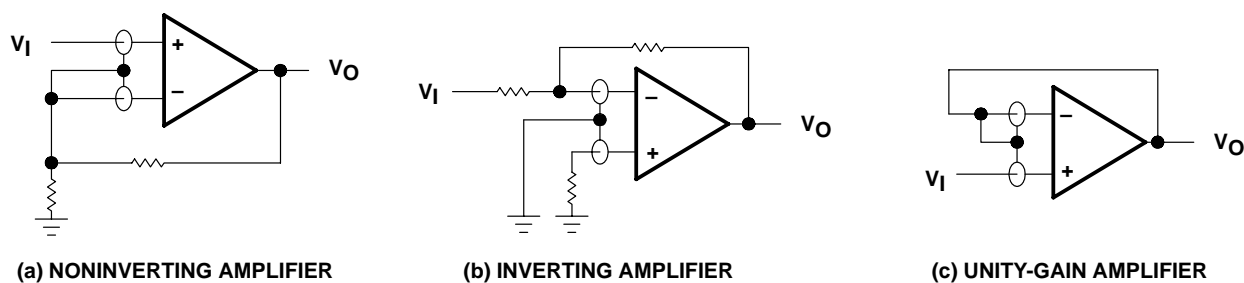 VI
+
−
VO
(a) NONINVERTING AMPLIFIER
VI
−
+
VO
(b) INVERTING AMPLIFIER
−
+
VI
VO
(c) UNITY-GAIN AMPLIFIER